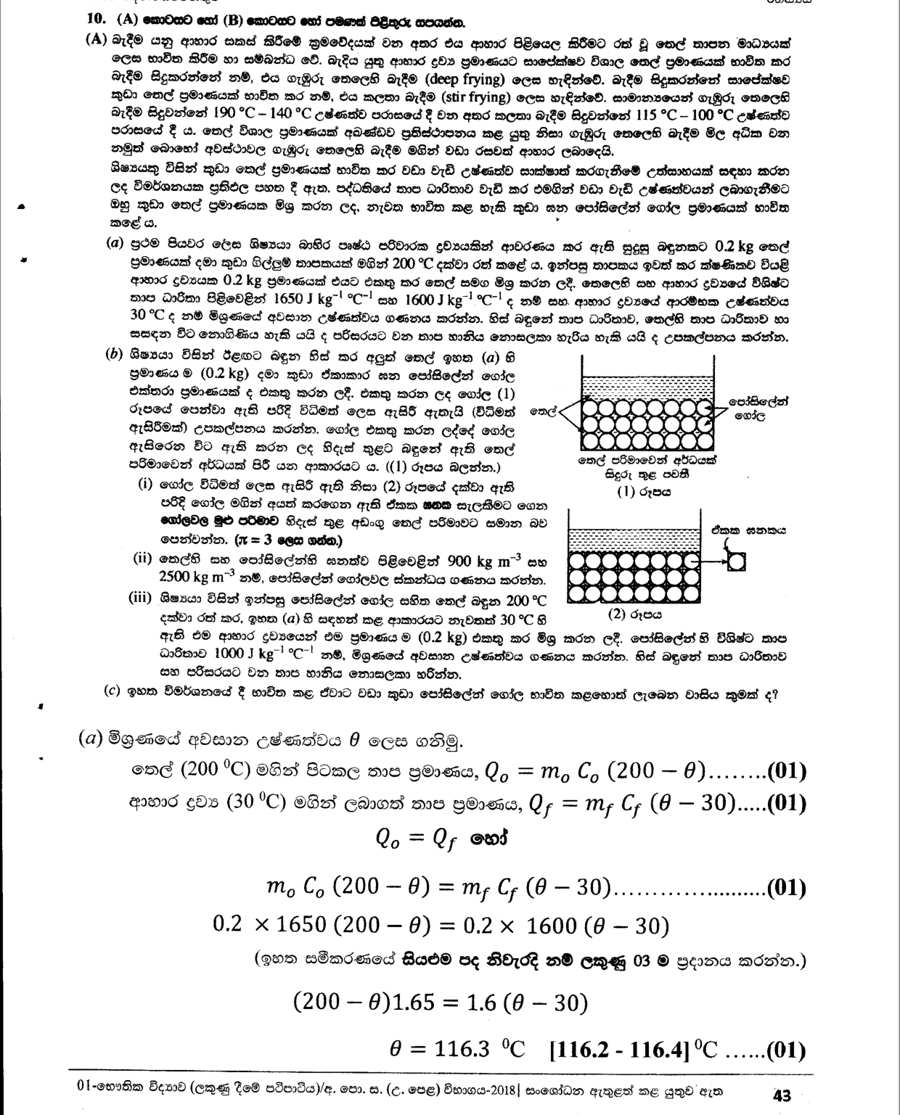 10. (A) කොටසට හෝ (B) කොටසට හෝ පමණක් පිළිතුරු සපයන්න.
(A) බැදීම යනු ආහාර සකස් කිරීමේ ක්‍රමවේදයක් වන අතර එය ආහාර පිළියෙල කිරීමට රත් වූ තෙල් තාපන මාධ්‍යයක්
ලෙස භාවිත කිරීම හා සම්බන්ධ වේ. බැදිය යුතු ආහාර ද්‍රව්‍ය ප්‍රමාණයට සාපේක්ෂව විශාල තෙල් ප්‍රමාණයක් භාවිත කර
බැදීම සිදුකරන්නේ නම්, එය ගැඹුරු තෙලෙහි බැදීම (deep frying) ලෙස හැඳින්වේ. බැදීම සිදුකරන්නේ සාපේක්ෂව
කුඩා තෙල් ප්‍රමාණයක් භාවිත කර නම්, එය කලතා බැදීම (stir frying) ලෙස හැඳින්වේ. සාමාන්‍යයෙන් ගැඹුරු තෙලෙහි
බැදීම සිදුවන්නේ 190 °C – 140 °C උෂ්ණත්ව පරාසයේ දී වන අතර කලතා බැදීම සිදුවන්නේ 115 °C – 100 °C උෂ්ණත්ව
පරාසයේ දී ය. තෙල් විශාල ප්‍රමාණයක් අඛණ්ඩව ප්‍රතිස්ථාපනය කළ යුතු නිසා ගැඹුරු තෙලෙහි බැදීම මිල අධික වන
නමුත් බොහෝ අවස්ථාවල ගැඹුරු තෙලෙහි බැදීම මගින් වඩා රසවත් ආහාර ලබාදෙයි.
ශිෂ්‍යයකු විසින් කුඩා තෙල් ප්‍රමාණයක් භාවිත කර වඩා වැඩි උෂ්ණත්ව සාක්ෂාත් කරගැනීමේ උත්සාහයක් සඳහා කරන
ලද විමර්ශනයක ප්‍රතිඵල පහත දී ඇත. පද්ධතියේ තාප ධාරිතාව වැඩි කර එමගින් වඩා වැඩි උෂ්ණත්වයන් ලබාගැනීමට
ඔහු කුඩා තෙල් ප්‍රමාණයක මිශ්‍ර කරන ලද, නැවත භාවිත කළ හැකි කුඩා ඝන පෝසිලේන් ගෝල ප්‍රමාණයක් භාවිත
කළේ ය.
(a) ප්‍රථම පියවර ලෙස ශිෂ්‍යයා බාහිර පෘෂ්ඨ පරිවාරක ද්‍රව්‍යයකින් ආවරණය කර ඇති සුදුසු බඳුනකට 0.2 kg තෙල්
ප්‍රමාණයක් දමා කුඩා ගිල්ලුම් තාපකයක් මගින් 200 °C දක්වා රත් කළේ ය. ඉන්පසු තාපකය ඉවත් කර ක්ෂණිකව වියළි
ආහාර ද්‍රව්‍යයක 0.2 kg ප්‍රමාණයක් එයට එකතු කර තෙල් සමග මිශ්‍ර කරන ලදී. තෙලෙහි සහ ආහාර ද්‍රව්‍යයේ විශිෂ්ට
තාප ධාරිතා පිළිවෙළින් 1650 J kg⁻¹ °C⁻¹ සහ 1600 J kg⁻¹ °C⁻¹ ද නම් සහ ආහාර ද්‍රව්‍යයේ ආරම්භක උෂ්ණත්වය
30 °C ද නම් මිශ්‍රණයේ අවසාන උෂ්ණත්වය ගණනය කරන්න. හිස් බඳුනේ තාප ධාරිතාව, තෙල්හි තාප ධාරිතාව හා
සසඳන විට නොගිණිය හැකි යයි ද පරිසරයට වන තාප හානිය නොසලකා හැරිය හැකි යයි ද උපකල්පනය කරන්න.
(b) ශිෂ්‍යයා විසින් ඊළඟට බඳුන හිස් කර අලුත් තෙල් ඉහත (a) හි
ප්‍රමාණය ම (0.2 kg) දමා කුඩා ඒකාකාර ඝන පෝසිලේන් ගෝල
එක්තරා ප්‍රමාණයක් ද එකතු කරන ලදී. එකතු කරන ලද ගෝල (1)
රූපයේ පෙන්වා ඇති පරිදි විධිමත් ලෙස ඇසිරී ඇතැයි (විධිමත්
ඇසිරීමක්) උපකල්පනය කරන්න. ගෝල එකතු කරන ලද්දේ ගෝල
ඇසිරෙන විට ඇති කරන ලද හිදැස් තුළට බඳුනේ ඇති තෙල්
පරිමාවෙන් අර්ධයක් පිරී යන ආකාරයට ය. ((1) රූපය බලන්න.)
තෙල්
පෝසිලේන්
ගෝල
තෙල් පරිමාවෙන් අර්ධයක්
සිදුරු තුළ පවතී
(1) රූපය
(i) ගෝල විධිමත් ලෙස ඇසිරී ඇති නිසා (2) රූපයේ දක්වා ඇති
පරිදි ගෝල මගින් අයත් කරගෙන ඇති ඒකක ඝනක සැලකීමට ගෙන
ගෝලවල මුළු පරිමාව හිදැස් තුළ අඩංගු තෙල් පරිමාවට සමාන බව
පෙන්වන්න. (π = 3 ලෙස ගන්න.)
(ii) තෙල්හි සහ පෝසිලේන්හි ඝනත්ව පිළිවෙළින් 900 kg m⁻³ සහ
2500 kg m⁻³ නම්, පෝසිලේන් ගෝලවල ස්කන්ධය ගණනය කරන්න.
ඒකක ඝනකය
(2) රූපය
(iii) ශිෂ්‍යයා විසින් ඉන්පසු පෝසිලේන් ගෝල සහිත තෙල් බඳුන 200 °C
දක්වා රත් කර, ඉහත (a) හි සඳහන් කළ ආකාරයට නැවතත් 30 °C හි
ඇති එම ආහාර ද්‍රව්‍යයෙන් එම ප්‍රමාණය ම (0.2 kg) එකතු කර මිශ්‍ර කරන ලදී. පෝසිලේන් හි විශිෂ්ට තාප
ධාරිතාව 1000 J kg⁻¹ °C⁻¹ නම්, මිශ්‍රණයේ අවසාන උෂ්ණත්වය ගණනය කරන්න. හිස් බඳුනේ තාප ධාරිතාව
සහ පරිසරයට වන තාප හානිය නොසලකා හරින්න.
(c) ඉහත විමර්ශනයේ දී භාවිත කළ ඒවාට වඩා කුඩා පෝසිලේන් ගෝල භාවිත කළහොත් ලැබෙන වාසිය කුමක් ද?
(a) මිශ්‍රණයේ අවසාන උෂ්ණත්වය θ ලෙස ගනිමු.
තෙල් (200 ⁰C) මගින් පිටකල තාප ප්‍රමාණය, Qₒ = mₒ Cₒ (200 − θ)........(01)
ආහාර ද්‍රව්‍ය (30 ⁰C) මගින් ලබාගත් තාප ප්‍රමාණය, Q_f = m_f C_f (θ − 30).....(01)
Qₒ = Q_f හෝ
mₒ Cₒ (200 − θ) = m_f C_f (θ − 30)........................(01)
0.2 × 1650 (200 − θ) = 0.2 × 1600 (θ − 30)
(ඉහත සමීකරණයේ සියළුම පද නිවැරදි නම් ලකුණු 03 ම ප්‍රදානය කරන්න.)
(200 − θ)1.65 = 1.6 (θ − 30)
θ = 116.3 ⁰C [116.2 - 116.4] ⁰C ......(01)
01-භෞතික විද්‍යාව (ලකුණු දීමේ පටිපාටිය)/අ. පො. ස. (උ. පෙළ) විභාගය-2018| සංශෝධන ඇතුළත් කළ යුතුව ඇත
43